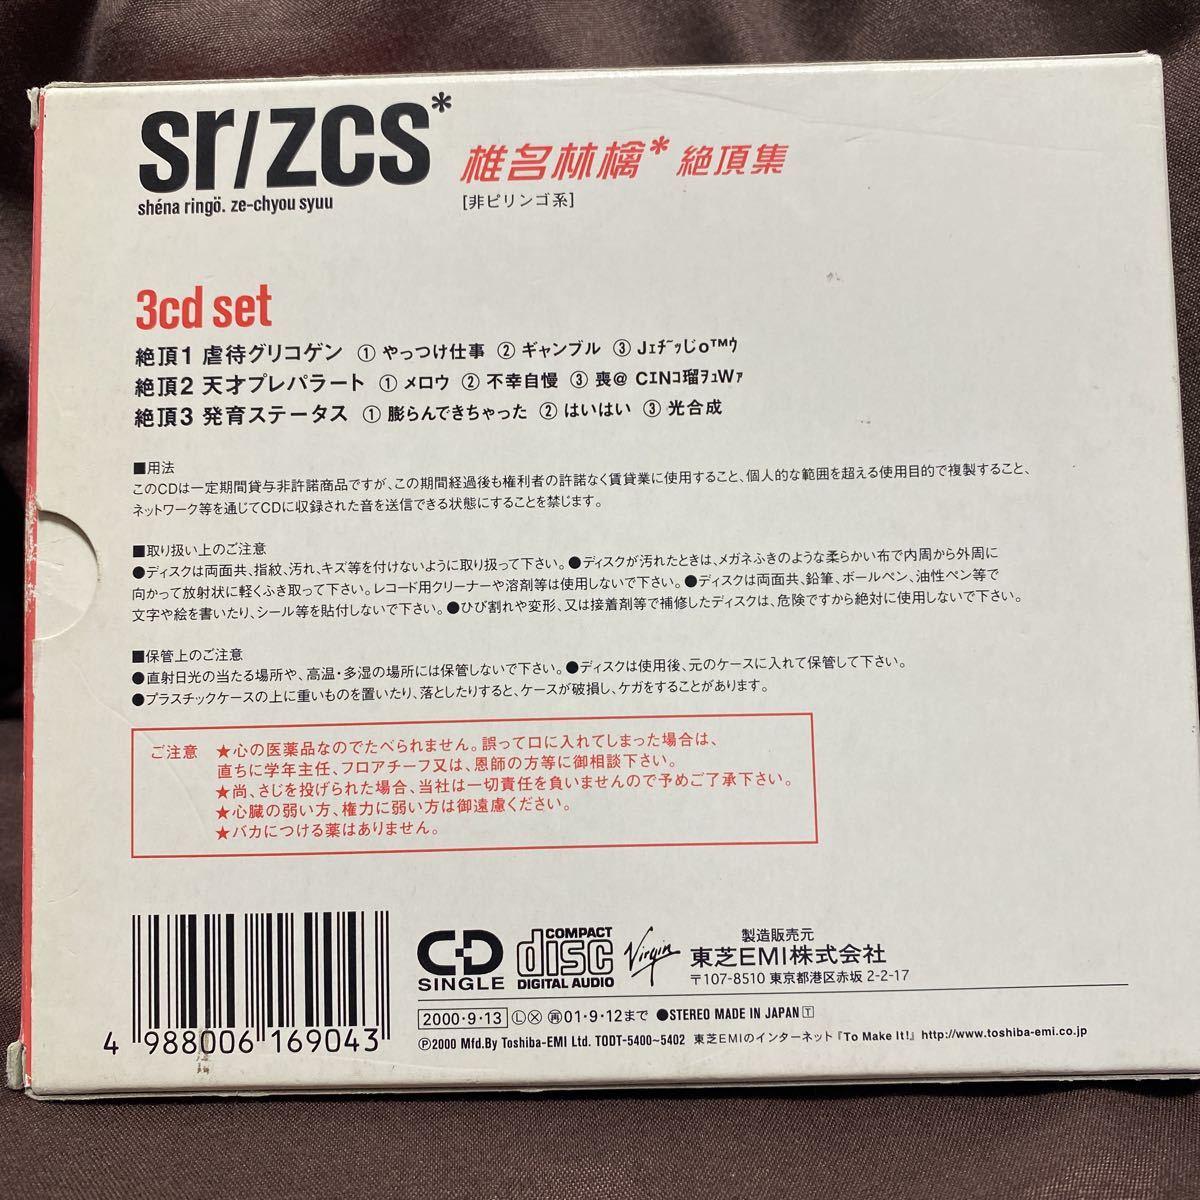 sr/zcs*
shéna ringö. ze-chyou syuu
椎名林檎* 絶頂集
[非ピリンゴ系]
3cd set
絶頂1 虐待グリコゲン ① やっつけ仕事 ② ギャンブル ③ Jｪﾁ~ｯじo™ｳ
絶頂2 天才プレパラート ① メロウ ② 不幸自慢 ③ 喪@ CｴNｺ瑠ｦｭWｧ
絶頂3 発育ステータス ① 膨らんできちゃった ② はいはい ③ 光合成
■用法
このCDは一定期間貸与非許諾商品ですが、この期間経過後も権利者の許諾なく賃貸業に使用すること、個人的な範囲を超える使用目的で複製すること、
ネットワーク等を通じてCDに収録された音を送信できる状態にすることを禁じます。
■取り扱い上のご注意
●ディスクは両面共、指紋、汚れ、キズ等を付けないように取り扱って下さい。●ディスクが汚れたときは、メガネふきのような柔らかい布で内周から外周に
向かって放射状に軽くふき取って下さい。レコード用クリーナーや溶剤等は使用しないで下さい。●ディスクは両面共、鉛筆、ボールペン、油性ペン等で
文字や絵を書いたり、シール等を貼付しないで下さい。●ひび割れや変形、又は接着剤等で補修したディスクは、危険ですから絶対に使用しないで下さい。
■保管上のご注意
●直射日光の当たる場所や、高温・多湿の場所には保管しないで下さい。●ディスクは使用後、元のケースに入れて保管して下さい。
●プラスチックケースの上に重いものを置いたり、落としたりすると、ケースが破損し、ケガをすることがあります。
ご注意 ★心の医薬品なのでたべられません。誤って口に入れてしまった場合は、
直ちに学年主任、フロアチーフ又は、恩師の方等に御相談下さい。
★尚、さじを投げられた場合、当社は一切責任を負いませんので予めご了承下さい。
★心臓の弱い方、権力に弱い方は御遠慮ください。
★バカにつける薬はありません。
4 988006 169043
CD SINGLE
COMPACT disc DIGITAL AUDIO
Virgin
製造販売元
東芝EMI株式会社
〒107-8510 東京都港区赤坂 2-2-17
2000・9・13 Ⓛ Ⓧ ㊢01・9・12まで ●STEREO MADE IN JAPAN T
℗2000 Mfd.By Toshiba-EMI Ltd. TODT-5400~5402 東芝EMIのインターネット『To Make It!』http://www.toshiba-emi.co.jp